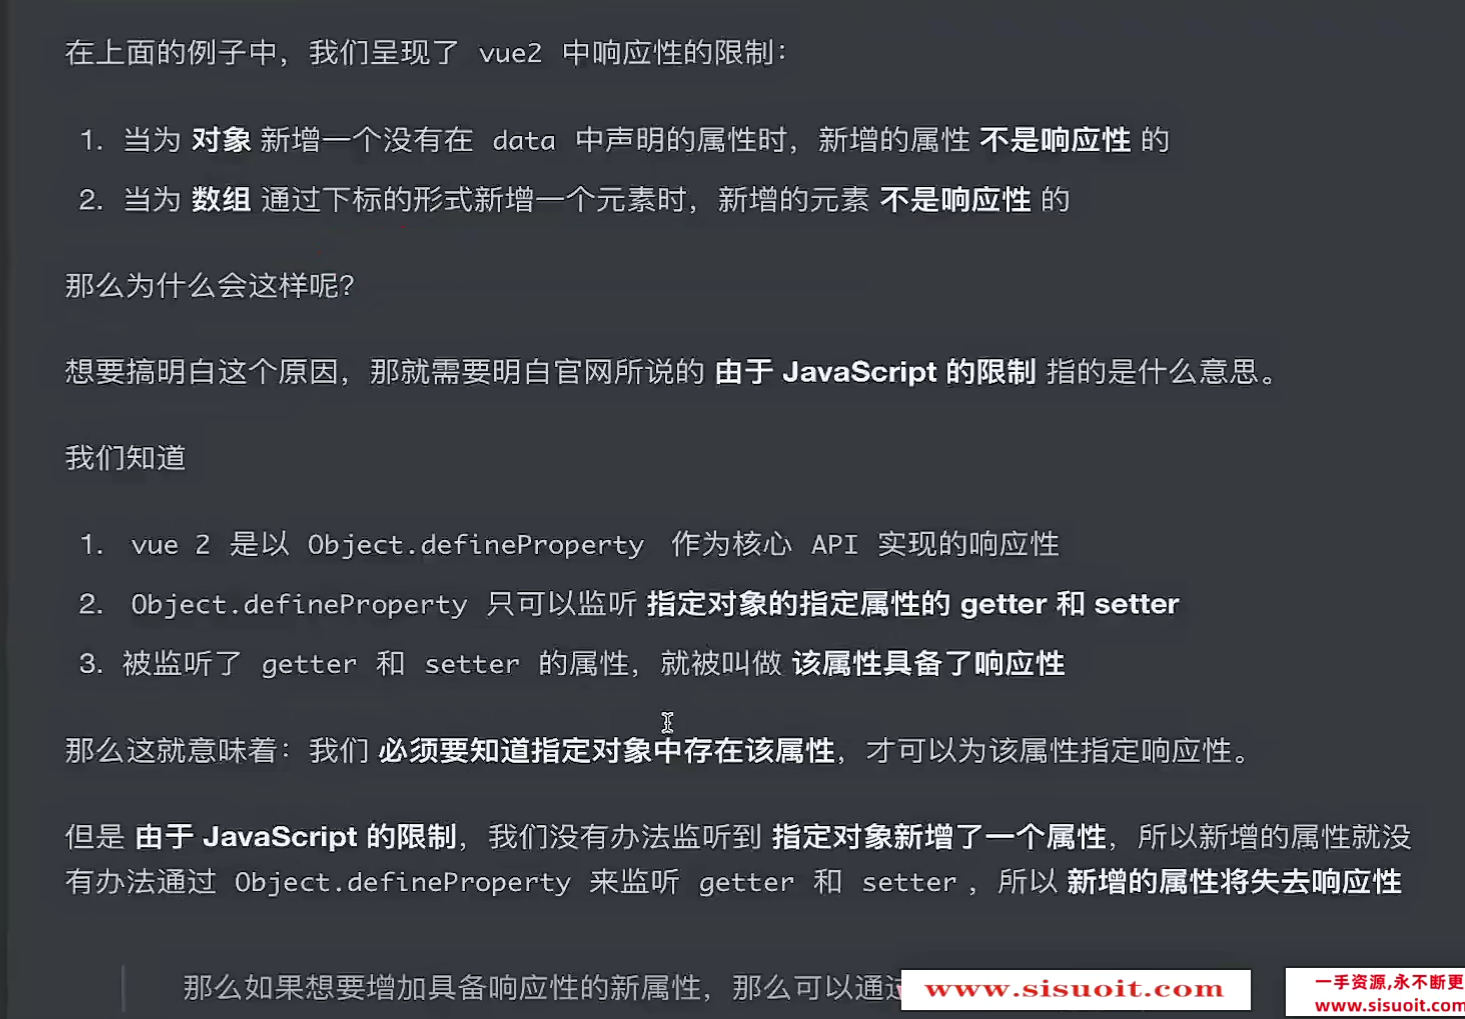 在上面的例子中，我们呈现了 vue2 中响应性的限制：
1. 当为 对象 新增一个没有在 data 中声明的属性时，新增的属性 不是响应性 的
2. 当为 数组 通过下标的形式新增一个元素时，新增的元素 不是响应性 的
那么为什么会这样呢？
想要搞明白这个原因，那就需要明白官网所说的 由于 JavaScript 的限制 指的是什么意思。
我们知道
1. vue 2 是以 Object.defineProperty 作为核心 API 实现的响应性
2. Object.defineProperty 只可以监听 指定对象的指定属性的 getter 和 setter
3. 被监听了 getter 和 setter 的属性，就被叫做 该属性具备了响应性
那么这就意味着：我们 必须要知道指定对象中存在该属性，才可以为该属性指定响应性。
但是 由于 JavaScript 的限制，我们没有办法监听到 指定对象新增了一个属性，所以新增的属性就没
有办法通过 Object.defineProperty 来监听 getter 和 setter ，所以 新增的属性将失去响应性
那么如果想要增加具备响应性的新属性，那么可以通
www.sisuoit.com
一手资源,永不断更
www.sisuoit.com